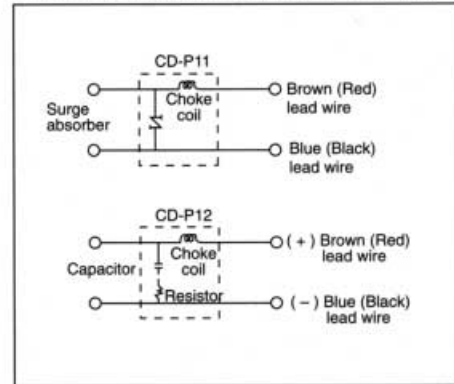 CD-P11
Surge
absorber
Choke
coil
Brown (Red)
lead wire
Blue (Black)
lead wire
CD-P12
Capacitor
Choke
coil
Resistor
(+) Brown (Red)
lead wire
(−) Blue (Black)
lead wire